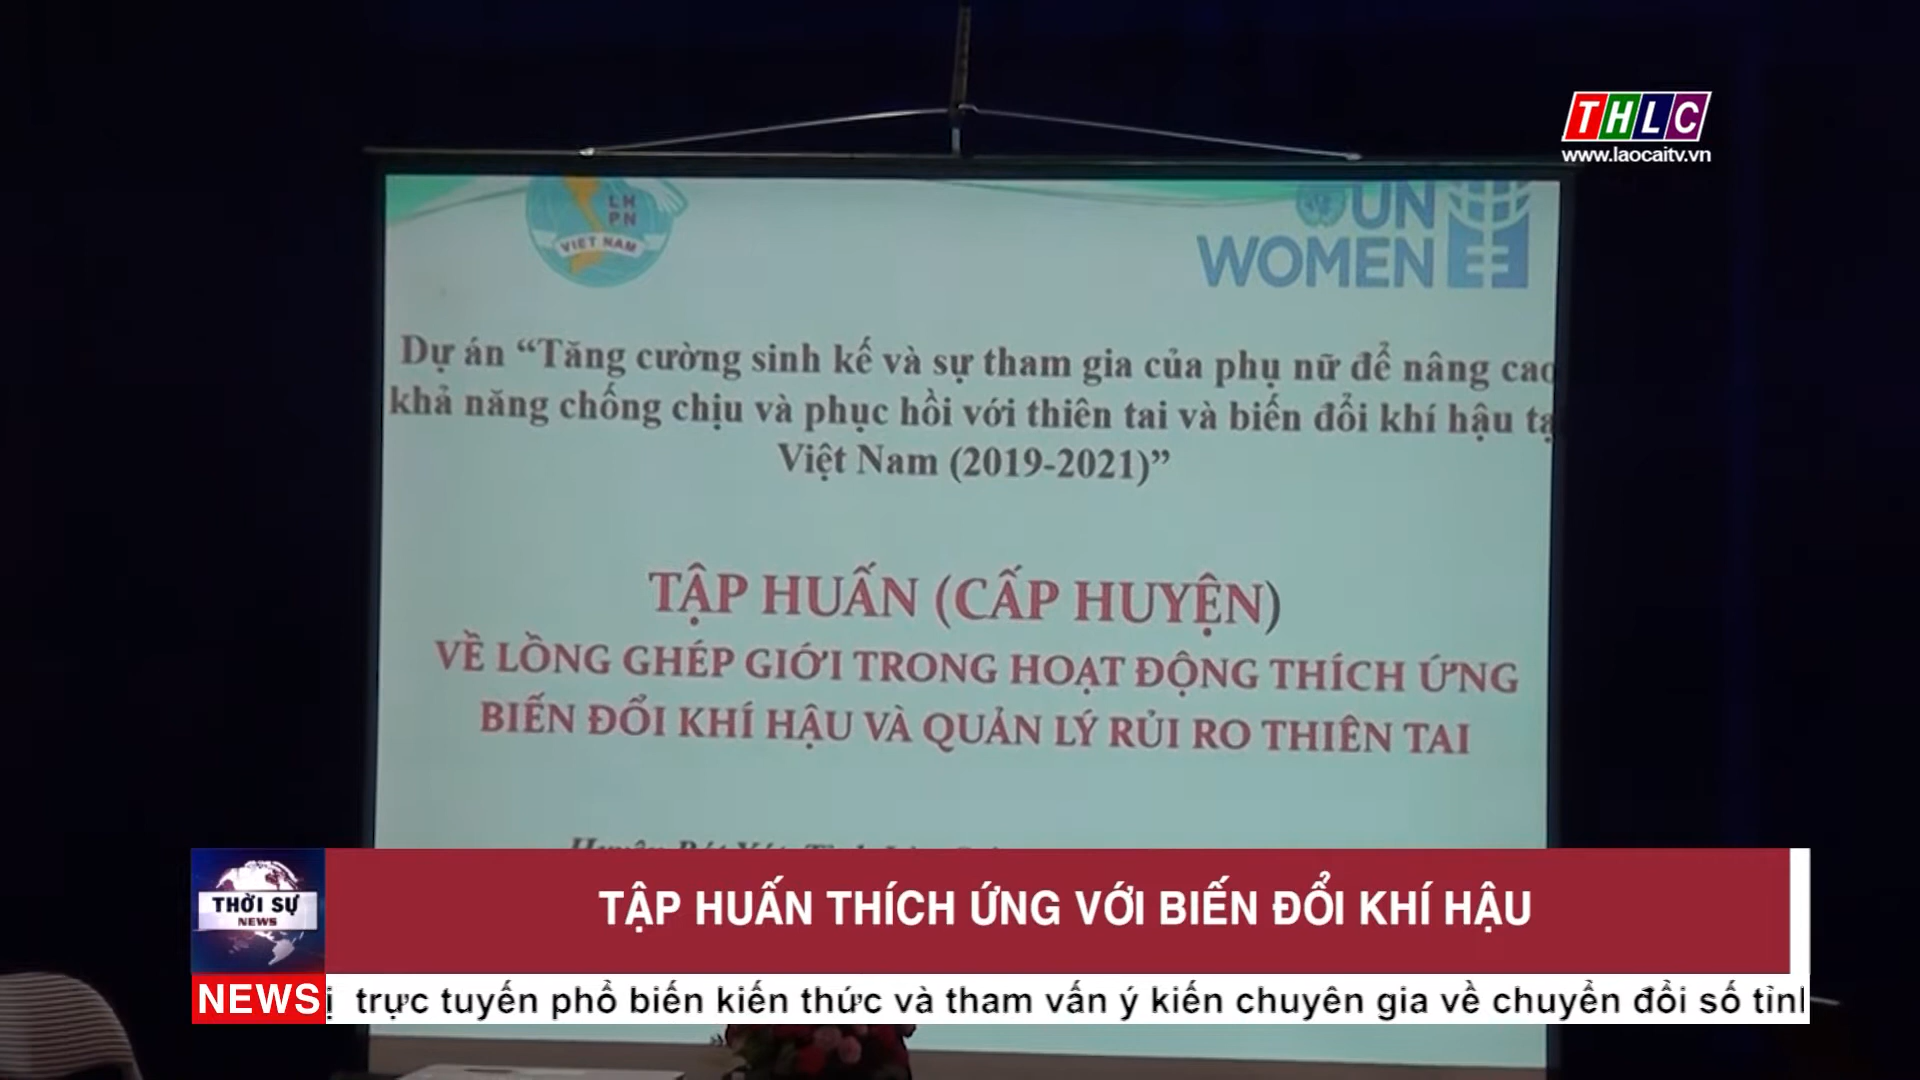 THLC
www.laocaitv.vn
LH
PN
VIET NAM
UN
WOMEN
Dự án “Tăng cường sinh kế và sự tham gia của phụ nữ để nâng cao
khả năng chống chịu và phục hồi với thiên tai và biến đổi khí hậu
Việt Nam (2019-2021)”
TẬP HUẤN (CẤP HUYỆN)
VỀ LỒNG GHÉP GIỚI TRONG HOẠT ĐỘNG THÍCH ỨNG
BIẾN ĐỔI KHÍ HẬU VÀ QUẢN LÝ RỦI RO THIÊN TAI
THỜI SỰ
NEWS
TẬP HUẤN THÍCH ỨNG VỚI BIẾN ĐỔI KHÍ HẬU
NEWS trực tuyến phổ biến kiến thức và tham vấn ý kiến chuyên gia về chuyển đổi số